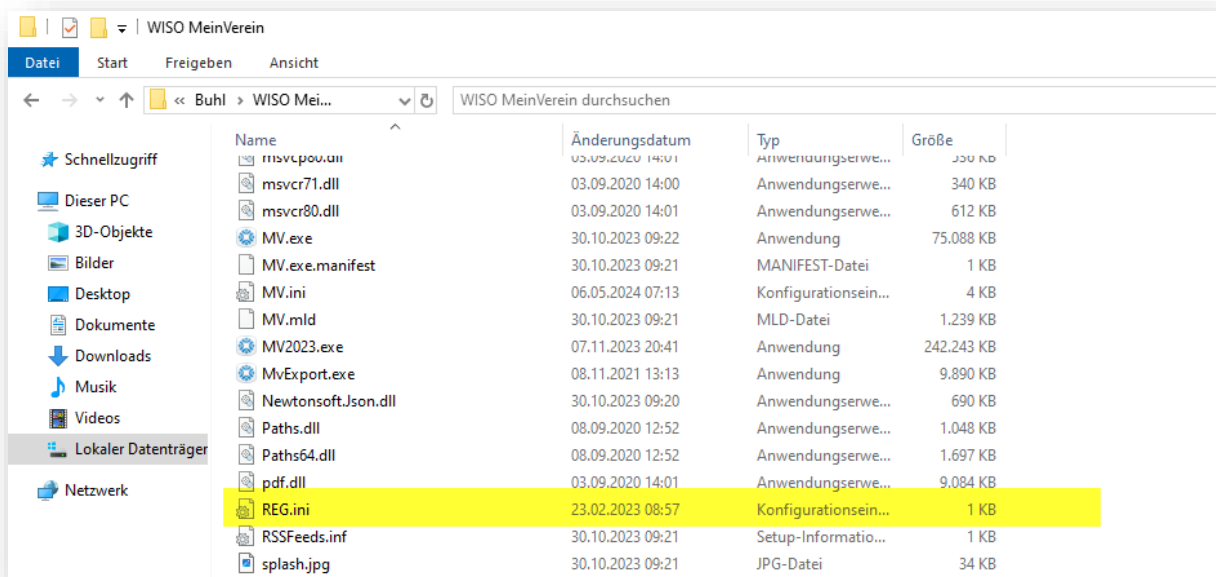 WISO MeinVerein
Datei Start Freigeben Ansicht
« Buhl > WISO Mei... WISO MeinVerein durchsuchen
Name Änderungsdatum Typ Größe
Schnellzugriff
Dieser PC
3D-Objekte
Bilder
Desktop
Dokumente
Downloads
Musik
Videos
Lokaler Datenträger
Netzwerk
msvcp80.dll 03.09.2020 14:01 Anwendungserwe... 536 KB
msvcr71.dll 03.09.2020 14:00 Anwendungserwe... 340 KB
msvcr80.dll 03.09.2020 14:01 Anwendungserwe... 612 KB
MV.exe 30.10.2023 09:22 Anwendung 75.088 KB
MV.exe.manifest 30.10.2023 09:21 MANIFEST-Datei 1 KB
MV.ini 06.05.2024 07:13 Konfigurationsein... 4 KB
MV.mld 30.10.2023 09:21 MLD-Datei 1.239 KB
MV2023.exe 07.11.2023 20:41 Anwendung 242.243 KB
MvExport.exe 08.11.2021 13:13 Anwendung 9.890 KB
Newtonsoft.Json.dll 30.10.2023 09:20 Anwendungserwe... 690 KB
Paths.dll 08.09.2020 12:52 Anwendungserwe... 1.048 KB
Paths64.dll 08.09.2020 12:52 Anwendungserwe... 1.697 KB
pdf.dll 03.09.2020 14:01 Anwendungserwe... 9.084 KB
REG.ini 23.02.2023 08:57 Konfigurationsein... 1 KB
RSSFeeds.inf 30.10.2023 09:21 Setup-Informatio... 1 KB
splash.jpg 30.10.2023 09:21 JPG-Datei 34 KB